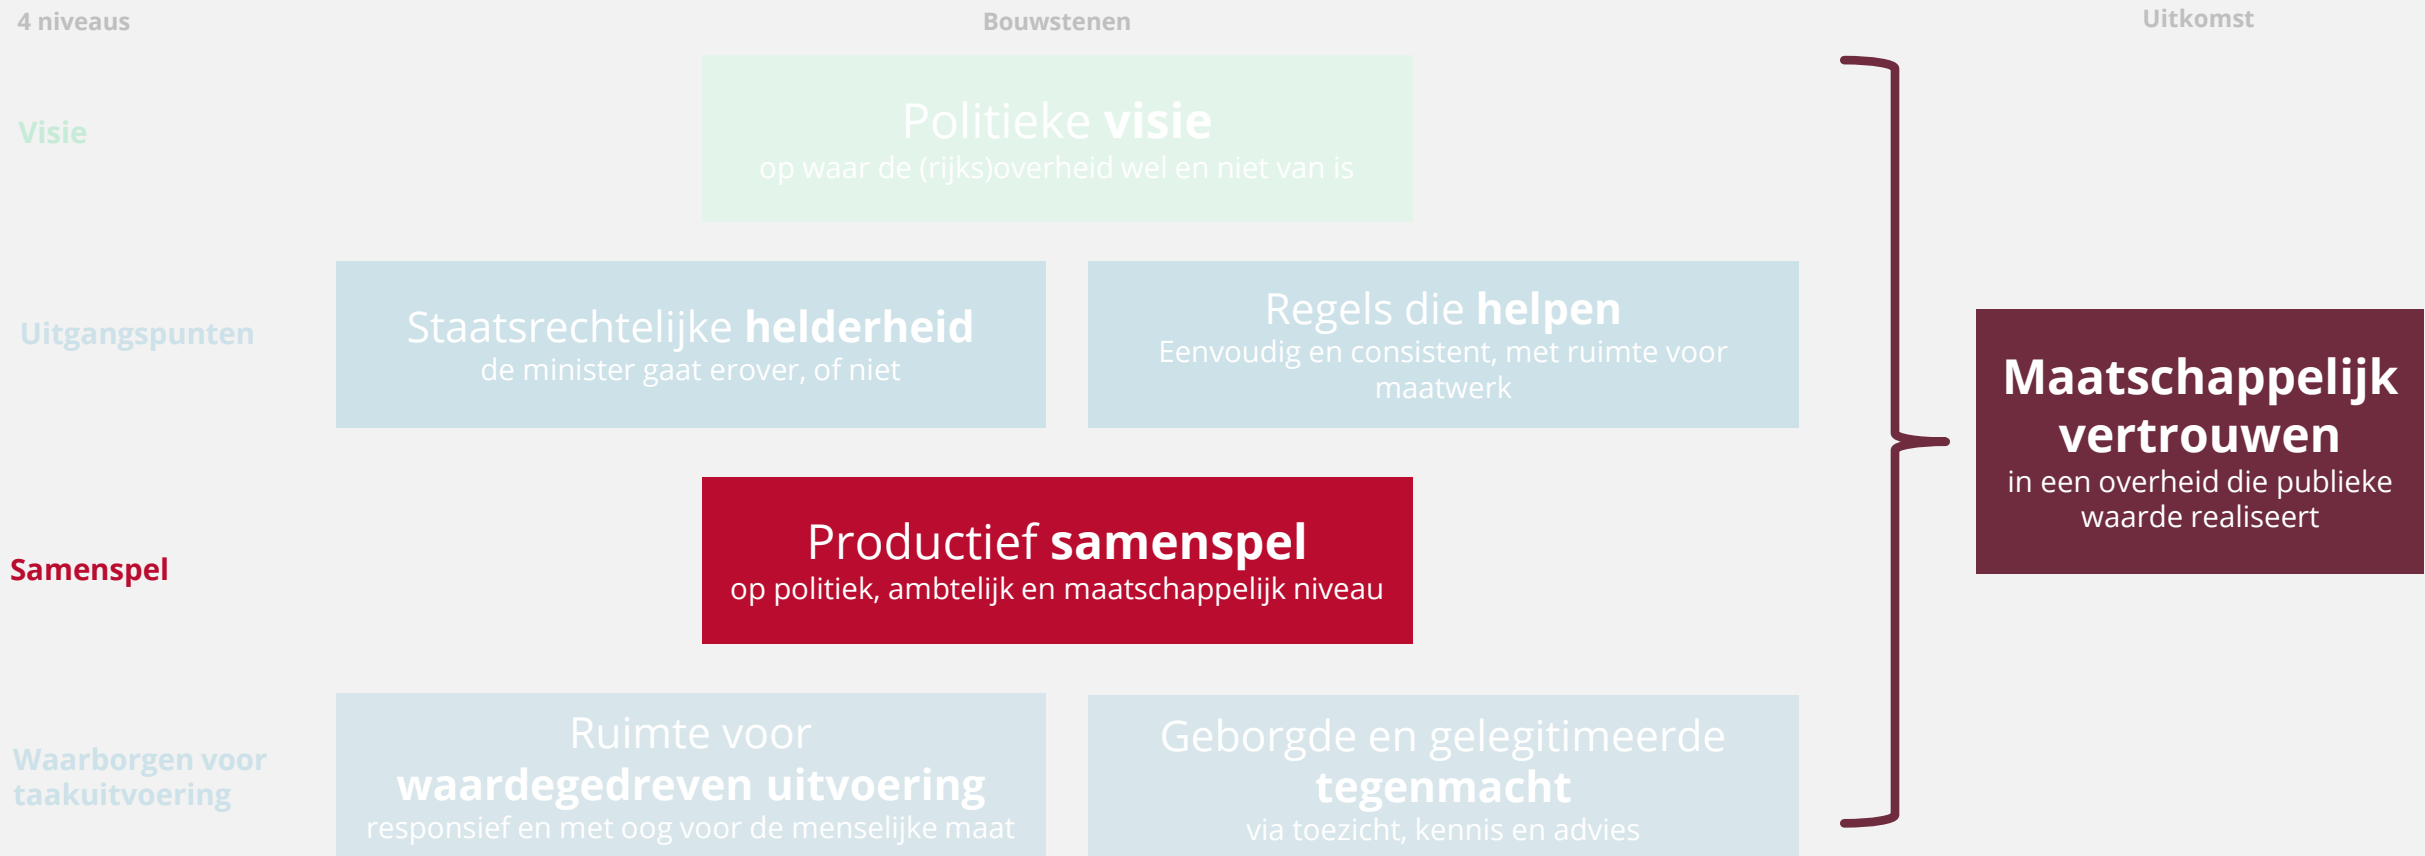 4 niveaus
Bouwstenen
Uitkomst
Visie
Politieke visie
op waar de (rijks)overheid wel en niet van is
Uitgangspunten
Staatsrechtelijke helderheid
de minister gaat erover, of niet
Regels die helpen
Eenvoudig en consistent, met ruimte voor
maatwerk
Samenspel
Productief samenspel
op politiek, ambtelijk en maatschappelijk niveau
Waarborgen voor
taakuitvoering
Ruimte voor
waardegedreven uitvoering
responsief en met oog voor de menselijke maat
Geborgde en gelegitimeerde
tegenmacht
via toezicht, kennis en advies
Maatschappelijk
vertrouwen
in een overheid die publieke
waarde realiseert